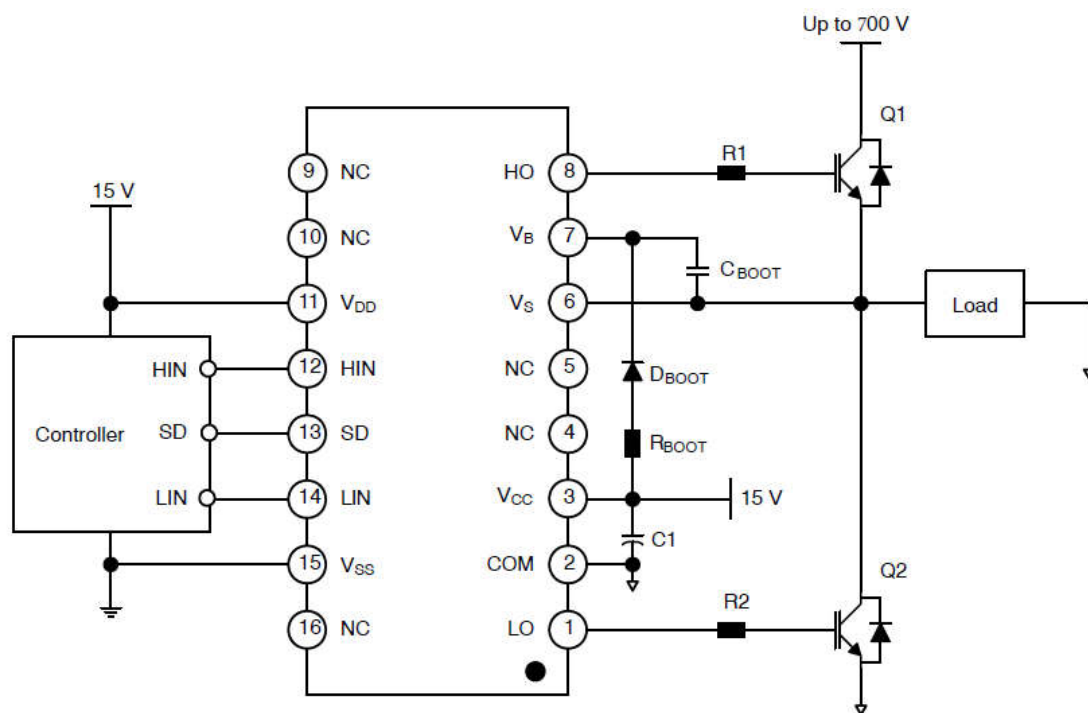 Up to 700 V
Q1
R1
9 NC
HO 8
15 V
10 NC
VB 7
CBOOT
11 VDD
VS 6
Load
HIN 12 HIN
NC 5
DBOOT
Controller
SD 13 SD
NC 4
RBOOT
LIN 14 LIN
VCC 3
15 V
C1
15 VSS
COM 2
Q2
R2
16 NC
LO 1